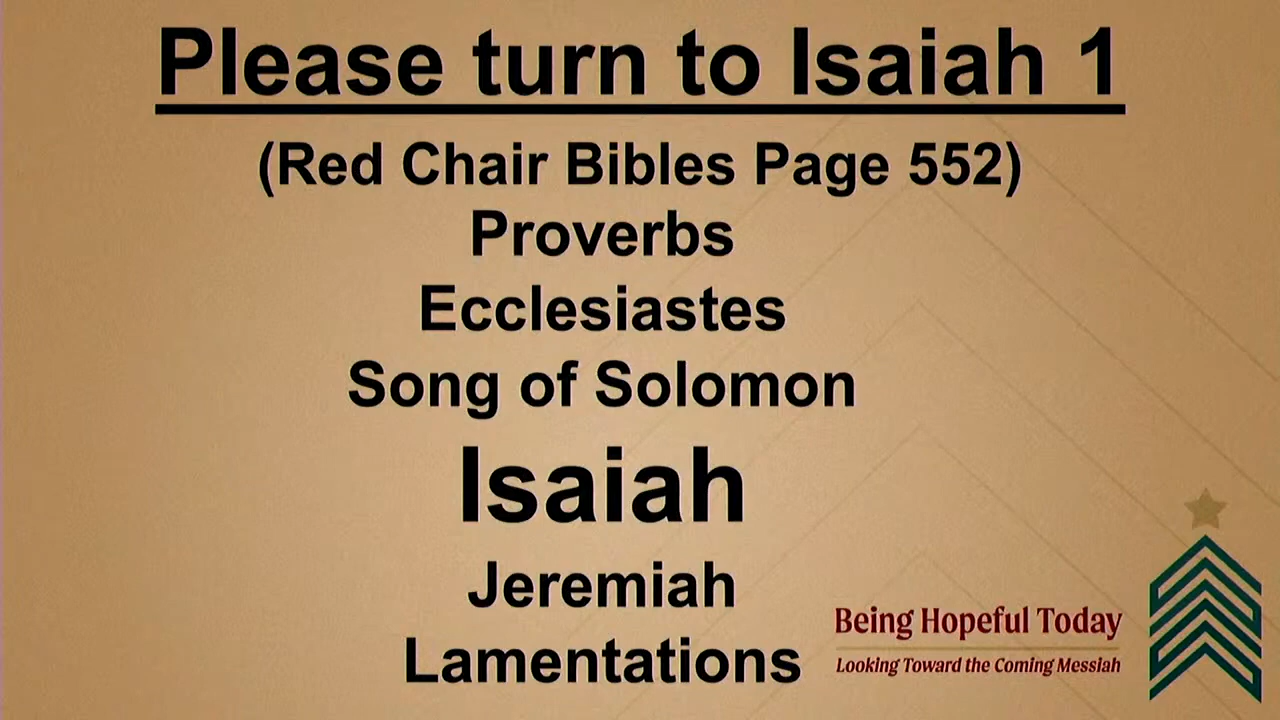 Please turn to Isaiah 1
(Red Chair Bibles Page 552)
Proverbs
Ecclesiastes
Song of Solomon
Isaiah
Jeremiah
Lamentations
Being Hopeful Today
Looking Toward the Coming Messiah